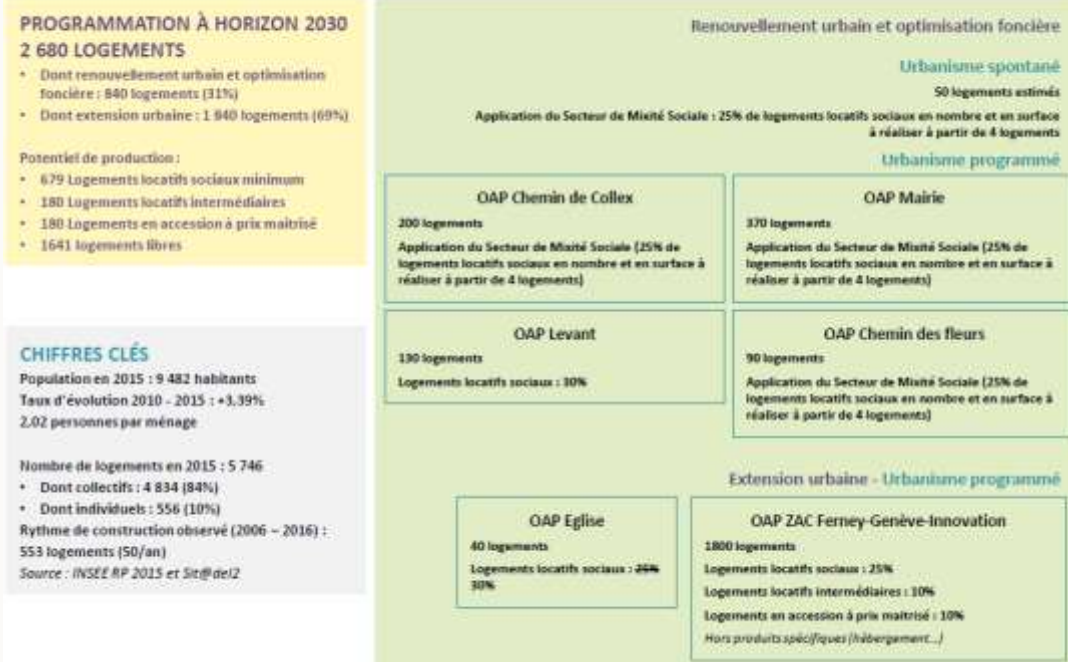 PROGRAMMATION À HORIZON 2030
2 680 LOGEMENTS
• Dont renouvellement urbain et optimisation
foncière : 840 logements (31%)
• Dont extension urbaine : 1 840 logements (69%)
Potentiel de production :
• 679 Logements locatifs sociaux minimum
• 180 Logements locatifs intermédiaires
• 180 Logements en accession à prix maitrisé
• 1641 logements libres
CHIFFRES CLÉS
Population en 2015 : 9 482 habitants
Taux d'évolution 2010 - 2015 : +3,39%
2,02 personnes par ménage
Nombre de logements en 2015 : 5 746
• Dont collectifs : 4 834 (84%)
• Dont individuels : 556 (10%)
Rythme de construction observé (2006 – 2016) :
553 logements (50/an)
Source : INSEE RP 2015 et Sit@del2
Renouvellement urbain et optimisation foncière
Urbanisme spontané
50 logements estimés
Application du Secteur de Mixité Sociale : 25% de logements locatifs sociaux en nombre et en surface
à réaliser à partir de 4 logements
Urbanisme programmé
OAP Chemin de Collex
200 logements
Application du Secteur de Mixité Sociale (25% de
logements locatifs sociaux en nombre et en surface à
réaliser à partir de 4 logements)
OAP Mairie
370 logements
Application du Secteur de Mixité Sociale (25% de
logements locatifs sociaux en nombre et en surface à
réaliser à partir de 4 logements)
OAP Levant
130 logements
Logements locatifs sociaux : 30%
OAP Chemin des fleurs
90 logements
Application du Secteur de Mixité Sociale (25% de
logements locatifs sociaux en nombre et en surface à
réaliser à partir de 4 logements)
Extension urbaine - Urbanisme programmé
OAP Eglise
40 logements
Logements locatifs sociaux : 25%
30%
OAP ZAC Ferney-Genève-Innovation
1800 logements
Logements locatifs sociaux : 25%
Logements locatifs intermédiaires : 10%
Logements en accession à prix maitrisé : 10%
Hors produits spécifiques (hébergement...)